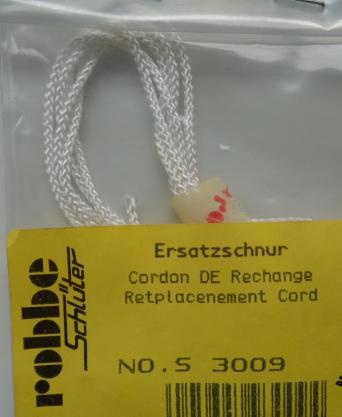 Ersatzschnur
Cordon DE Rechange
Retplacenement Cord
robbe
Schlüter
NO.S 3009